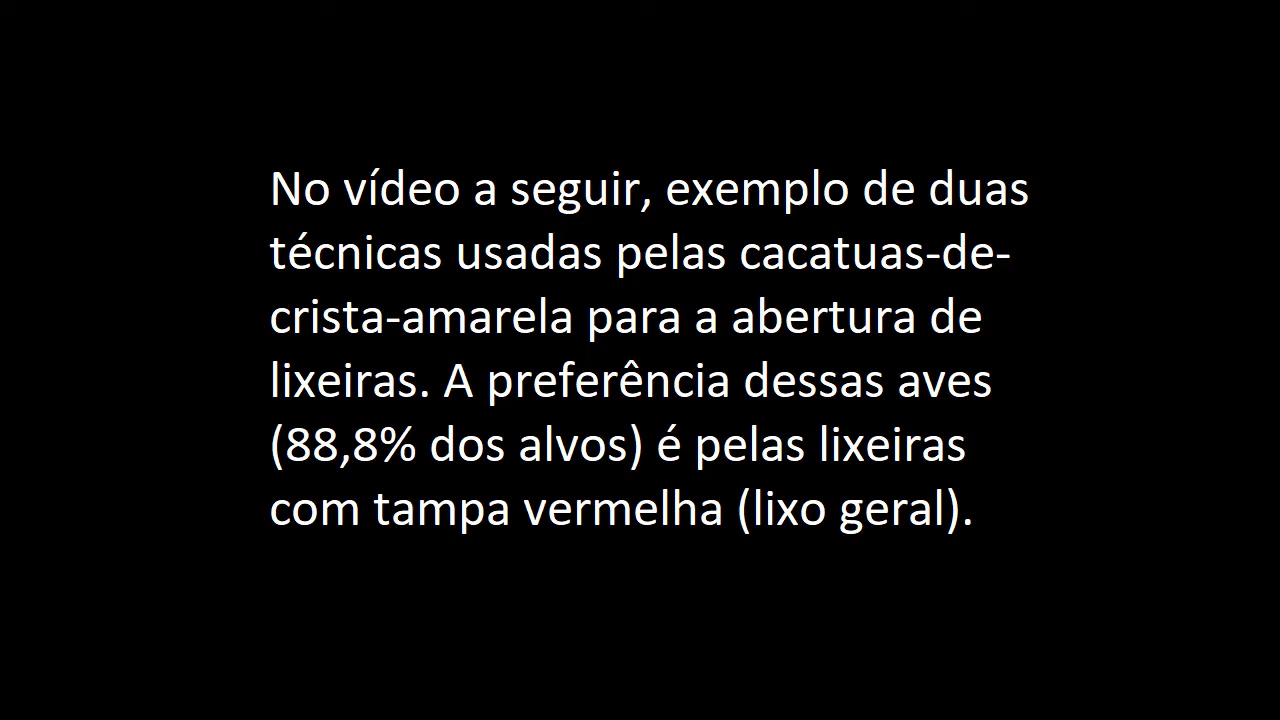 No vídeo a seguir, exemplo de duas
técnicas usadas pelas cacatuas-de-
crista-amarela para a abertura de
lixeiras. A preferência dessas aves
(88,8% dos alvos) é pelas lixeiras
com tampa vermelha (lixo geral).